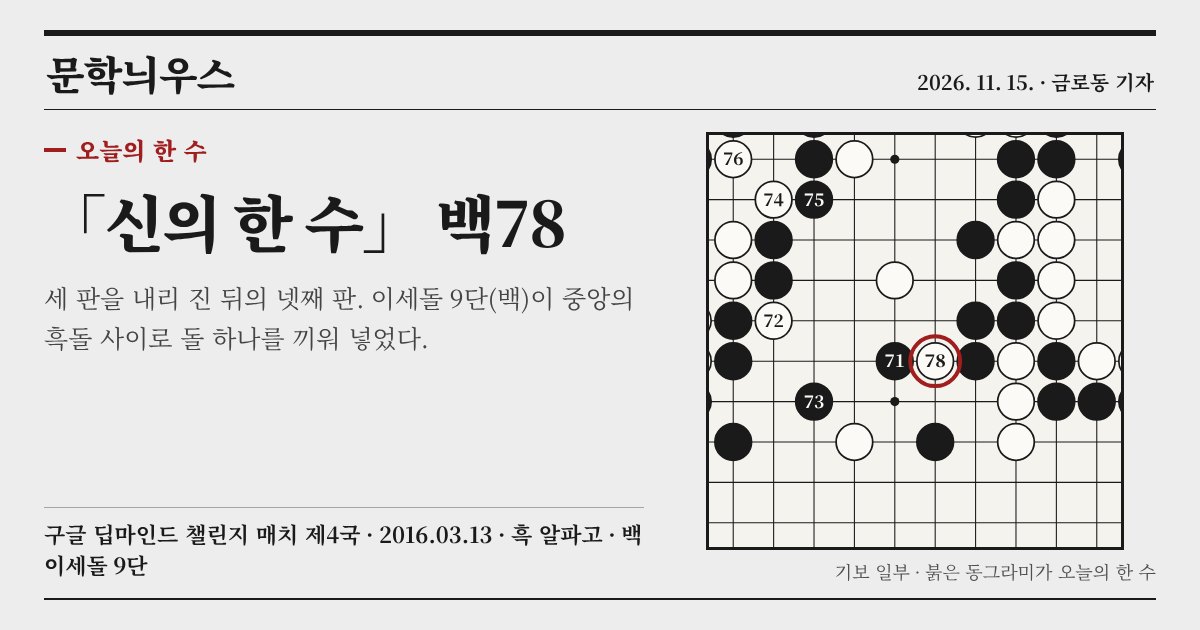 문학늬우스
2026. 11. 15. · 금로동 기자
오늘의 한 수
「신의 한 수」 백78
세 판을 내리 진 뒤의 넷째 판. 이세돌 9단(백)이 중앙의
흑돌 사이로 돌 하나를 끼워 넣었다.
구글 딥마인드 챌린지 매치 제4국 · 2016.03.13 · 흑 알파고 · 백
이세돌 9단
76
74 75
72
71 78
73
기보 일부 · 붉은 동그라미가 오늘의 한 수